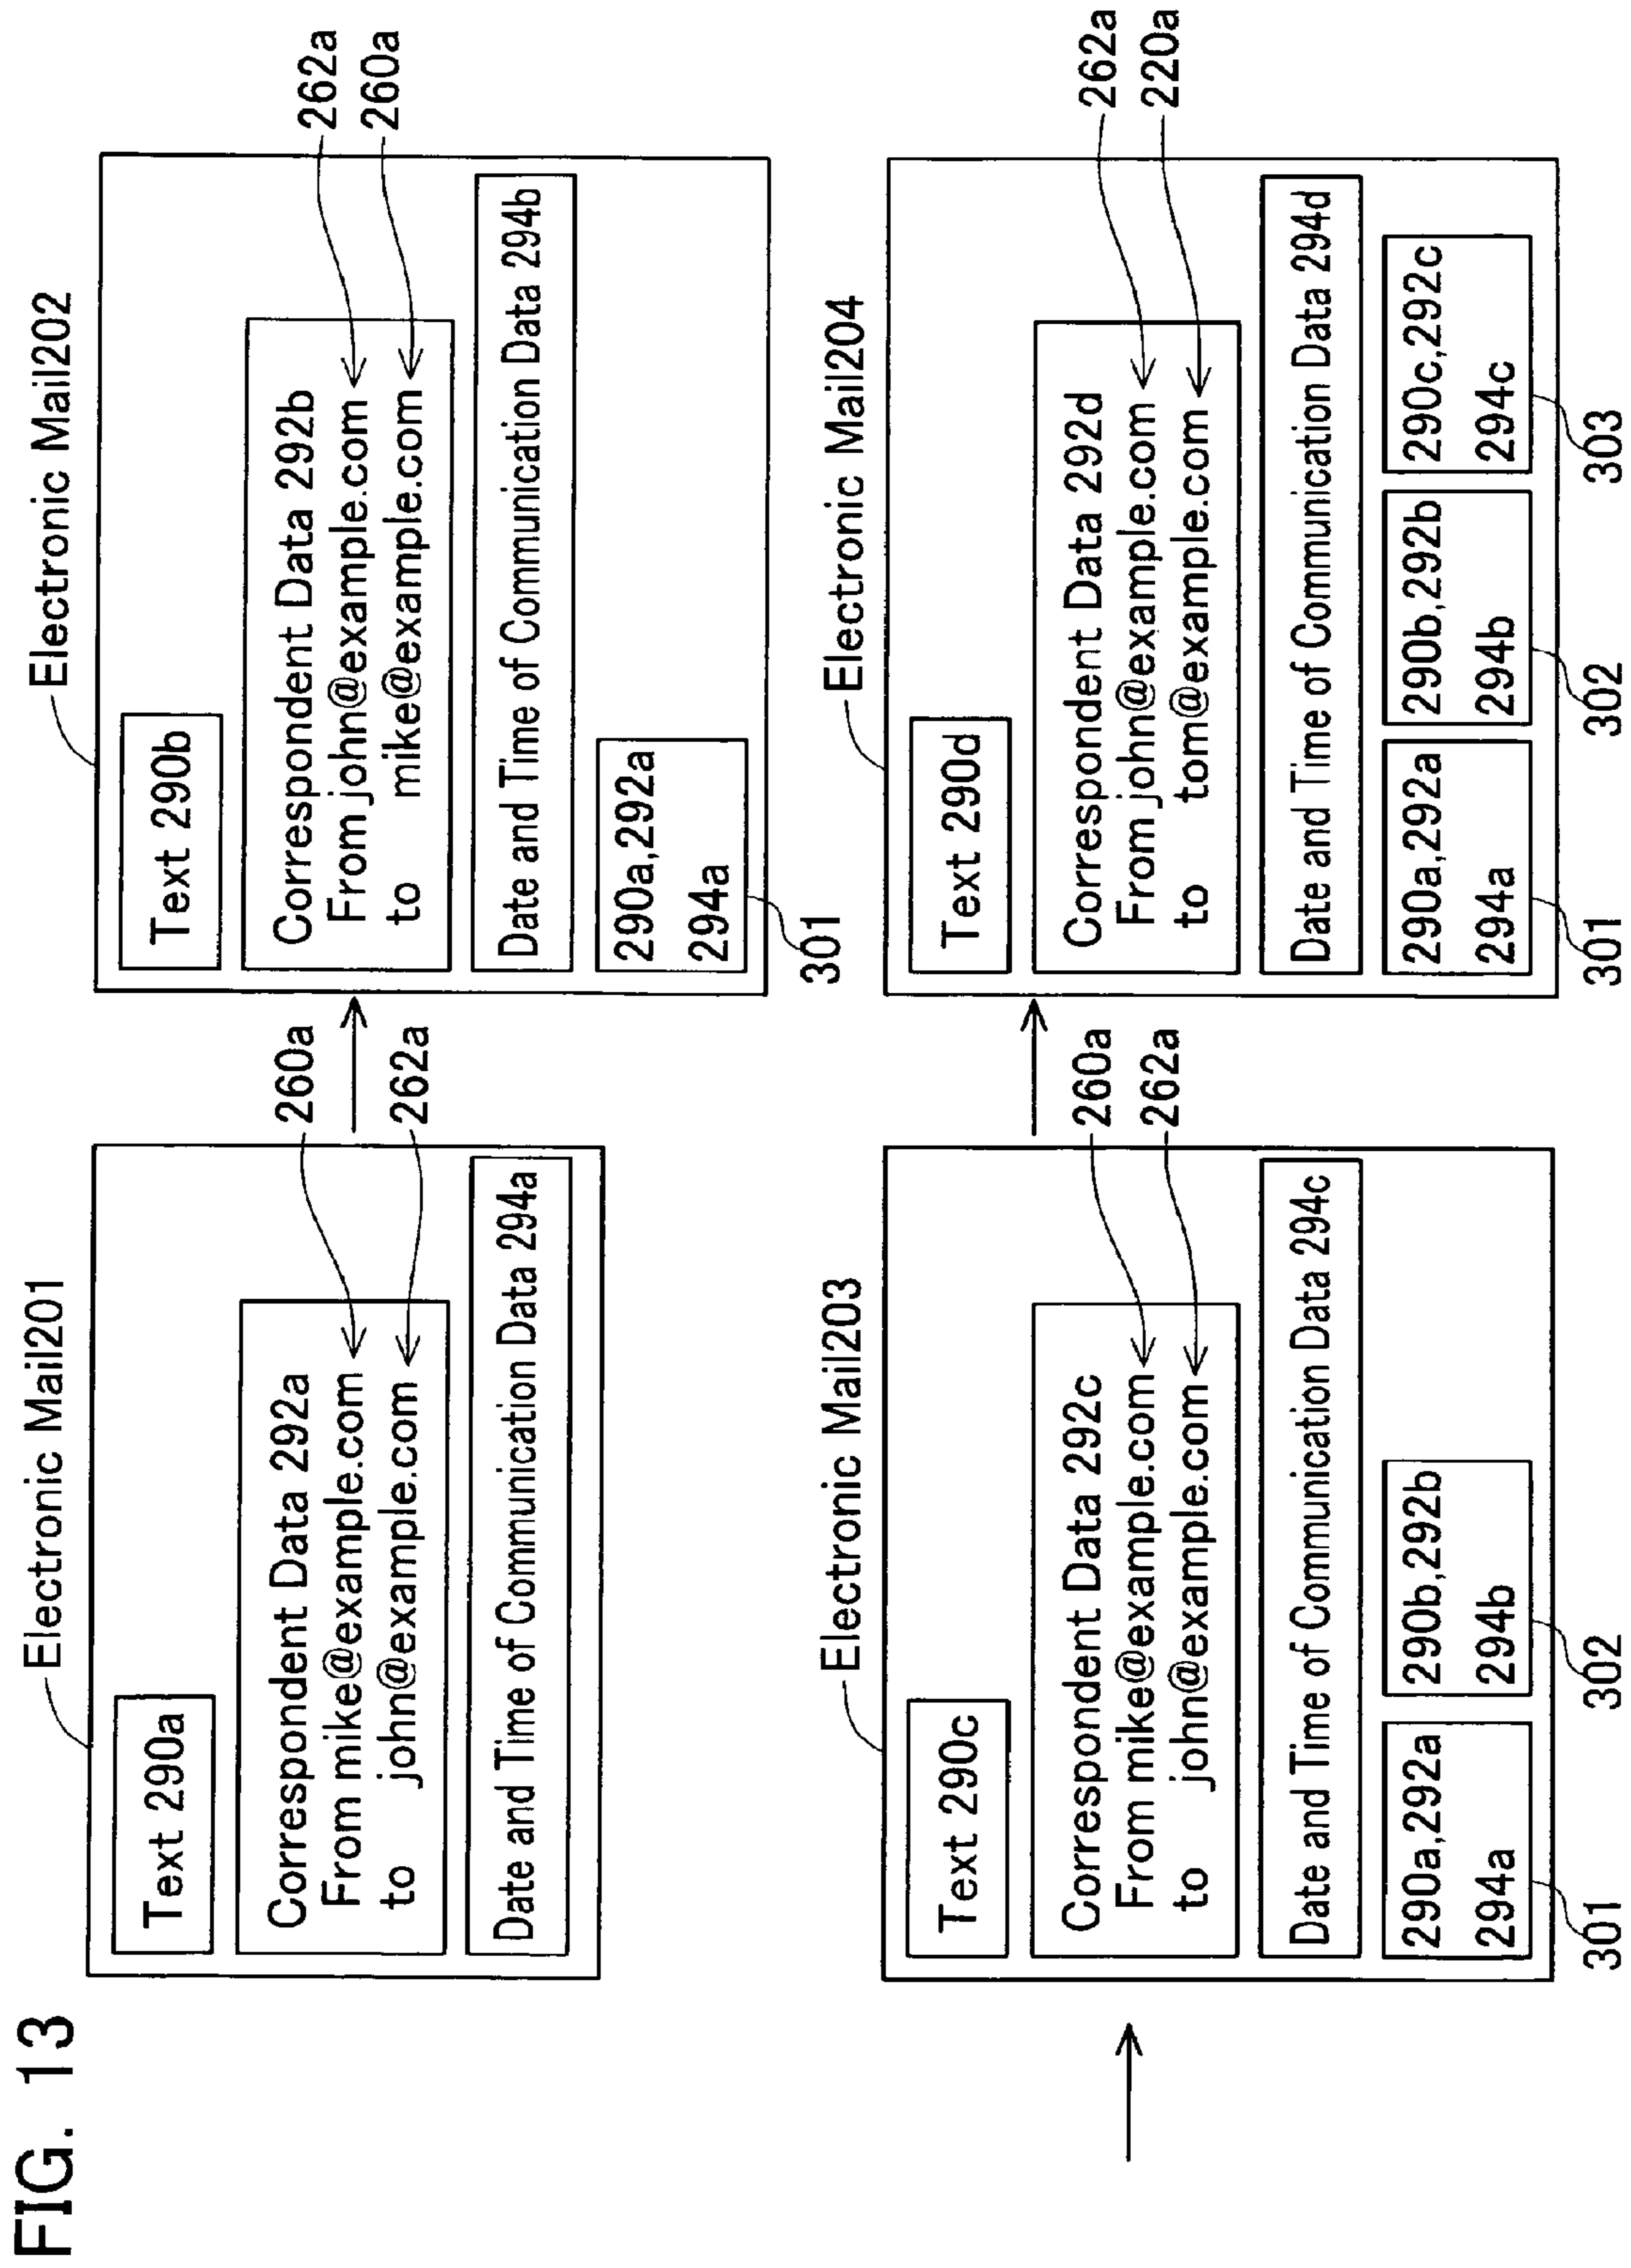 FIG. 13
Electronic Mail201
Text 290a
Correspondent Data 292a
From mike@example.com
to john@example.com
260a
262a
Date and Time of Communication Data 294a
Electronic Mail202
Text 290b
Correspondent Data 292b
From john@example.com
to mike@example.com
262a
260a
Date and Time of Communication Data 294b
290a,292a
294a
301
Electronic Mail203
Text 290c
Correspondent Data 292c
From mike@example.com
to john@example.com
260a
262a
Date and Time of Communication Data 294c
290a,292a
294a
301
290b,292b
294b
302
Electronic Mail204
Text 290d
Correspondent Data 292d
From john@example.com
to tom@example.com
262a
220a
Date and Time of Communication Data 294d
290a,292a
294a
301
290b,292b
294b
302
290c,292c
294c
303